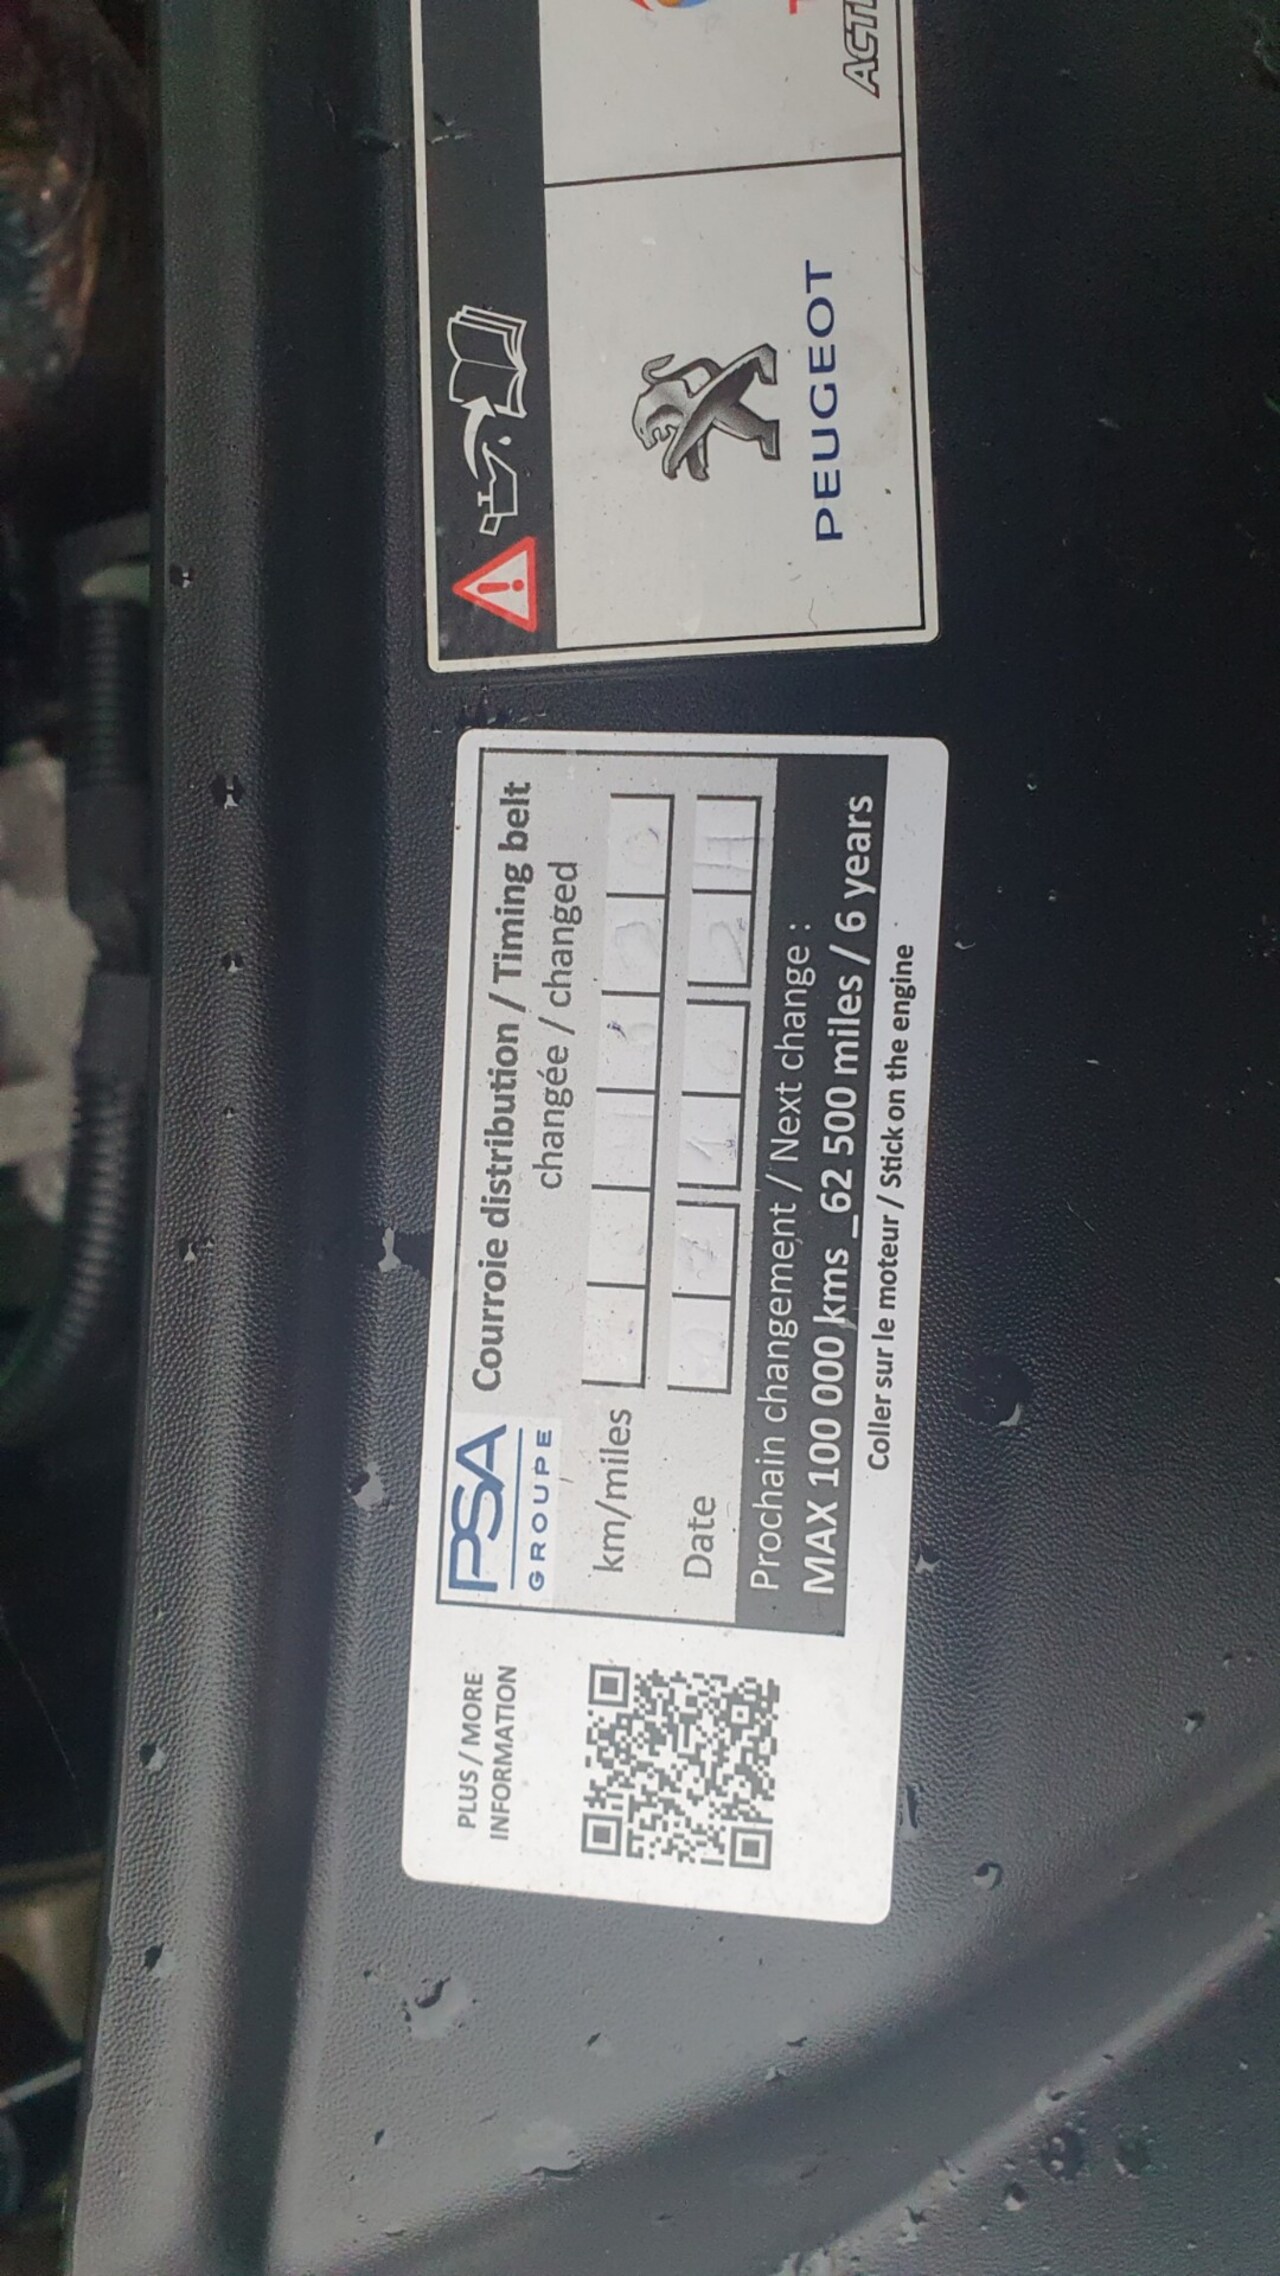 PLUS / MORE
INFORMATION
PSA
GROUPE
Courroie distribution / Timing belt
changée / changed
km/miles
Date
Prochain changement / Next change :
MAX 100 000 kms _62 500 miles / 6 years
Coller sur le moteur / Stick on the engine
PEUGEOT